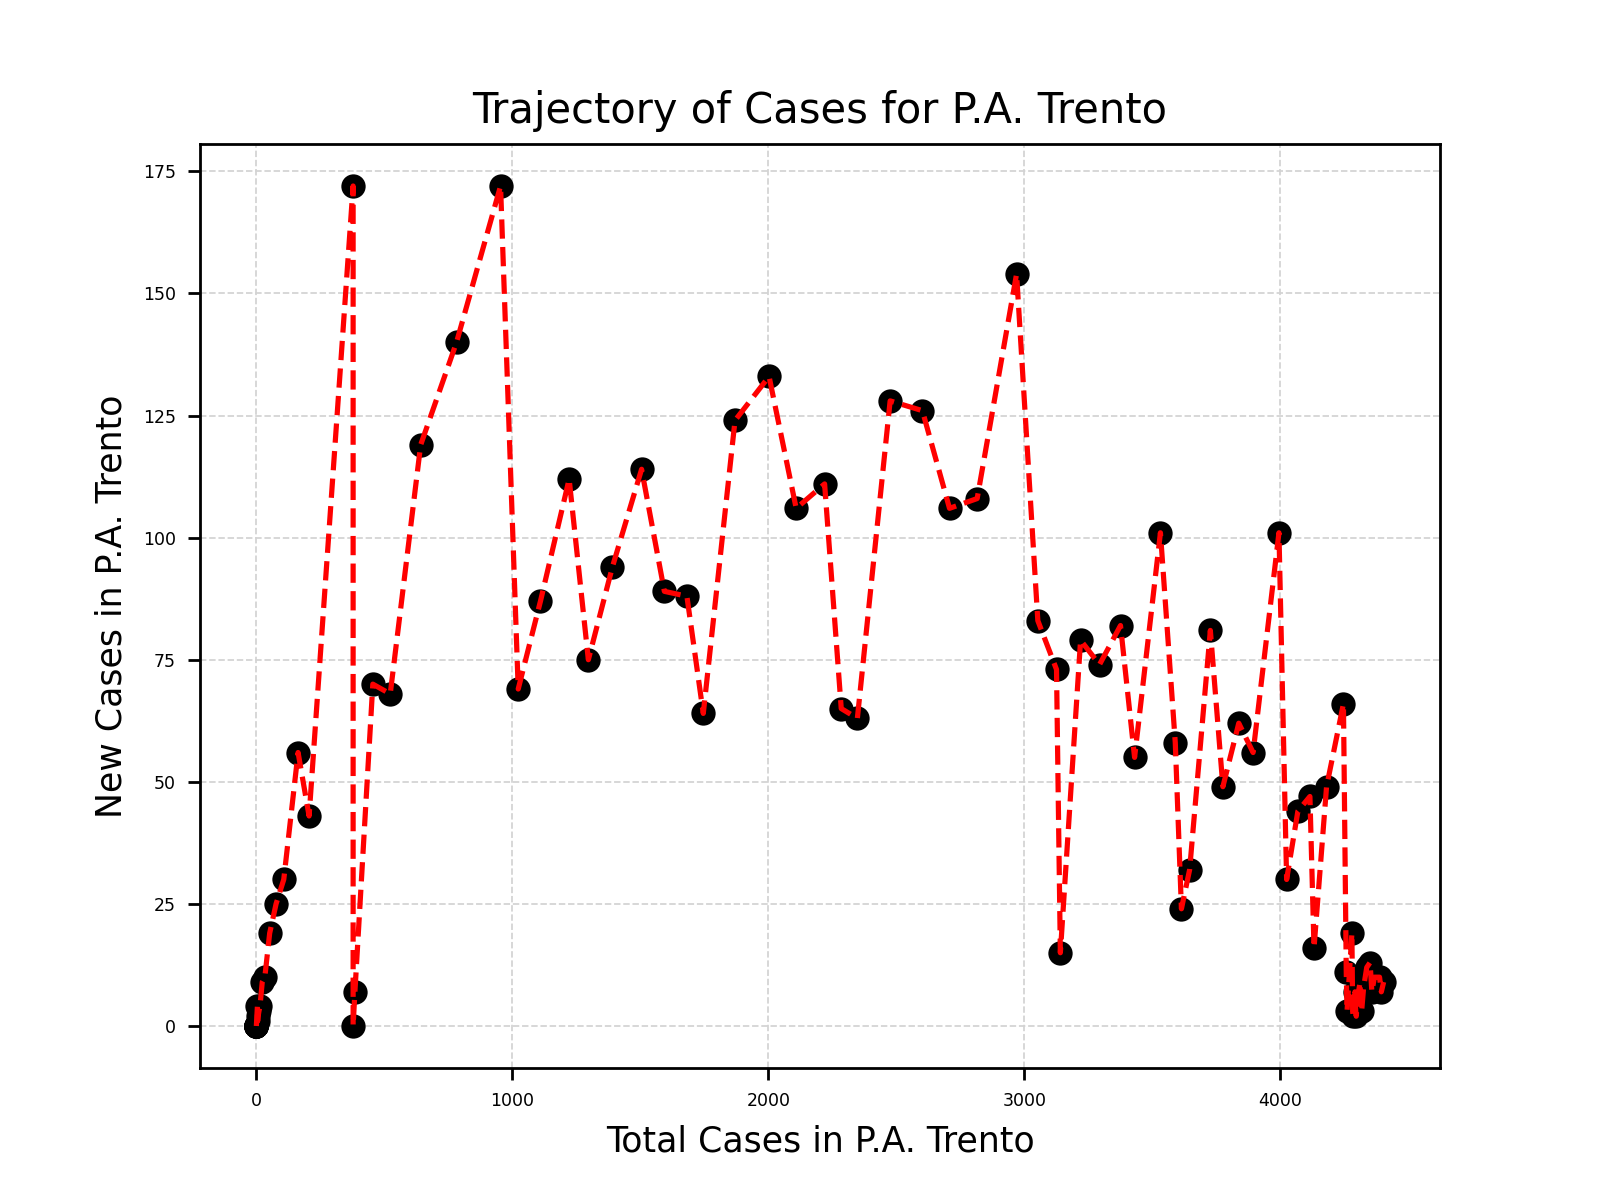 Trajectory of Cases for P.A. Trento
175
150
125
100
75
50
25
0
New Cases in P.A. Trento
0 1000 2000 3000 4000
Total Cases in P.A. Trento